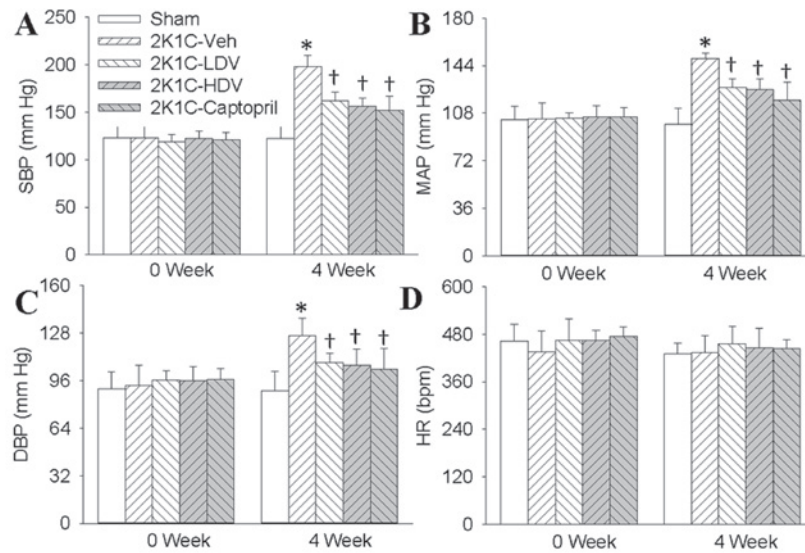 A
Sham
2K1C-Veh
2K1C-LDV
2K1C-HDV
2K1C-Captopril
SBP (mm Hg)
250
200
150
100
50
0
* † † †
0 Week 4 Week
B
MAP (mm Hg)
180
144
108
72
36
0
* † † †
0 Week 4 Week
C
DBP (mm Hg)
160
128
96
64
32
0
* † † †
0 Week 4 Week
D
HR (bpm)
600
480
360
240
120
0
0 Week 4 Week